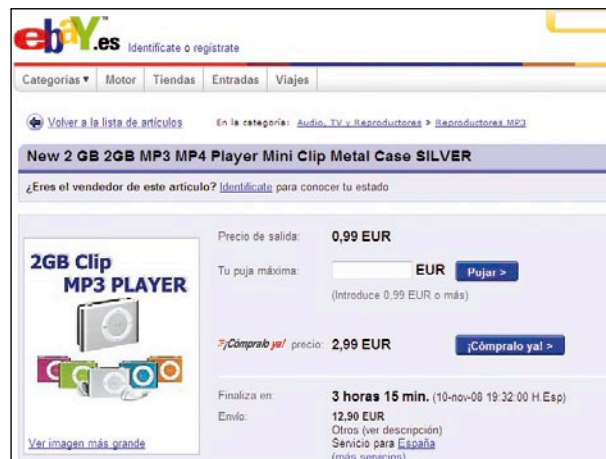 ebaY.es Identifícate o regístrate
Categorías ▼ Motor Tiendas Entradas Viajes
Volver a la lista de artículos En la categoría: Audio, TV y Reproductores > Reproductores MP3
New 2 GB 2GB MP3 MP4 Player Mini Clip Metal Case SILVER
¿Eres el vendedor de este artículo? Identifícate para conocer tu estado
2GB Clip
MP3 PLAYER
Ver imagen más grande
Precio de salida: 0,99 EUR
Tu puja máxima: EUR Pujar >
(Introduce 0,99 EUR o más)
¡Cómpralo ya! precio: 2,99 EUR ¡Cómpralo ya! >
Finaliza en: 3 horas 15 min. (10-nov-08 19:32:00 H.Esp)
Envío: 12,90 EUR
Otros (ver descripción)
Servicio para España
(más servicios)